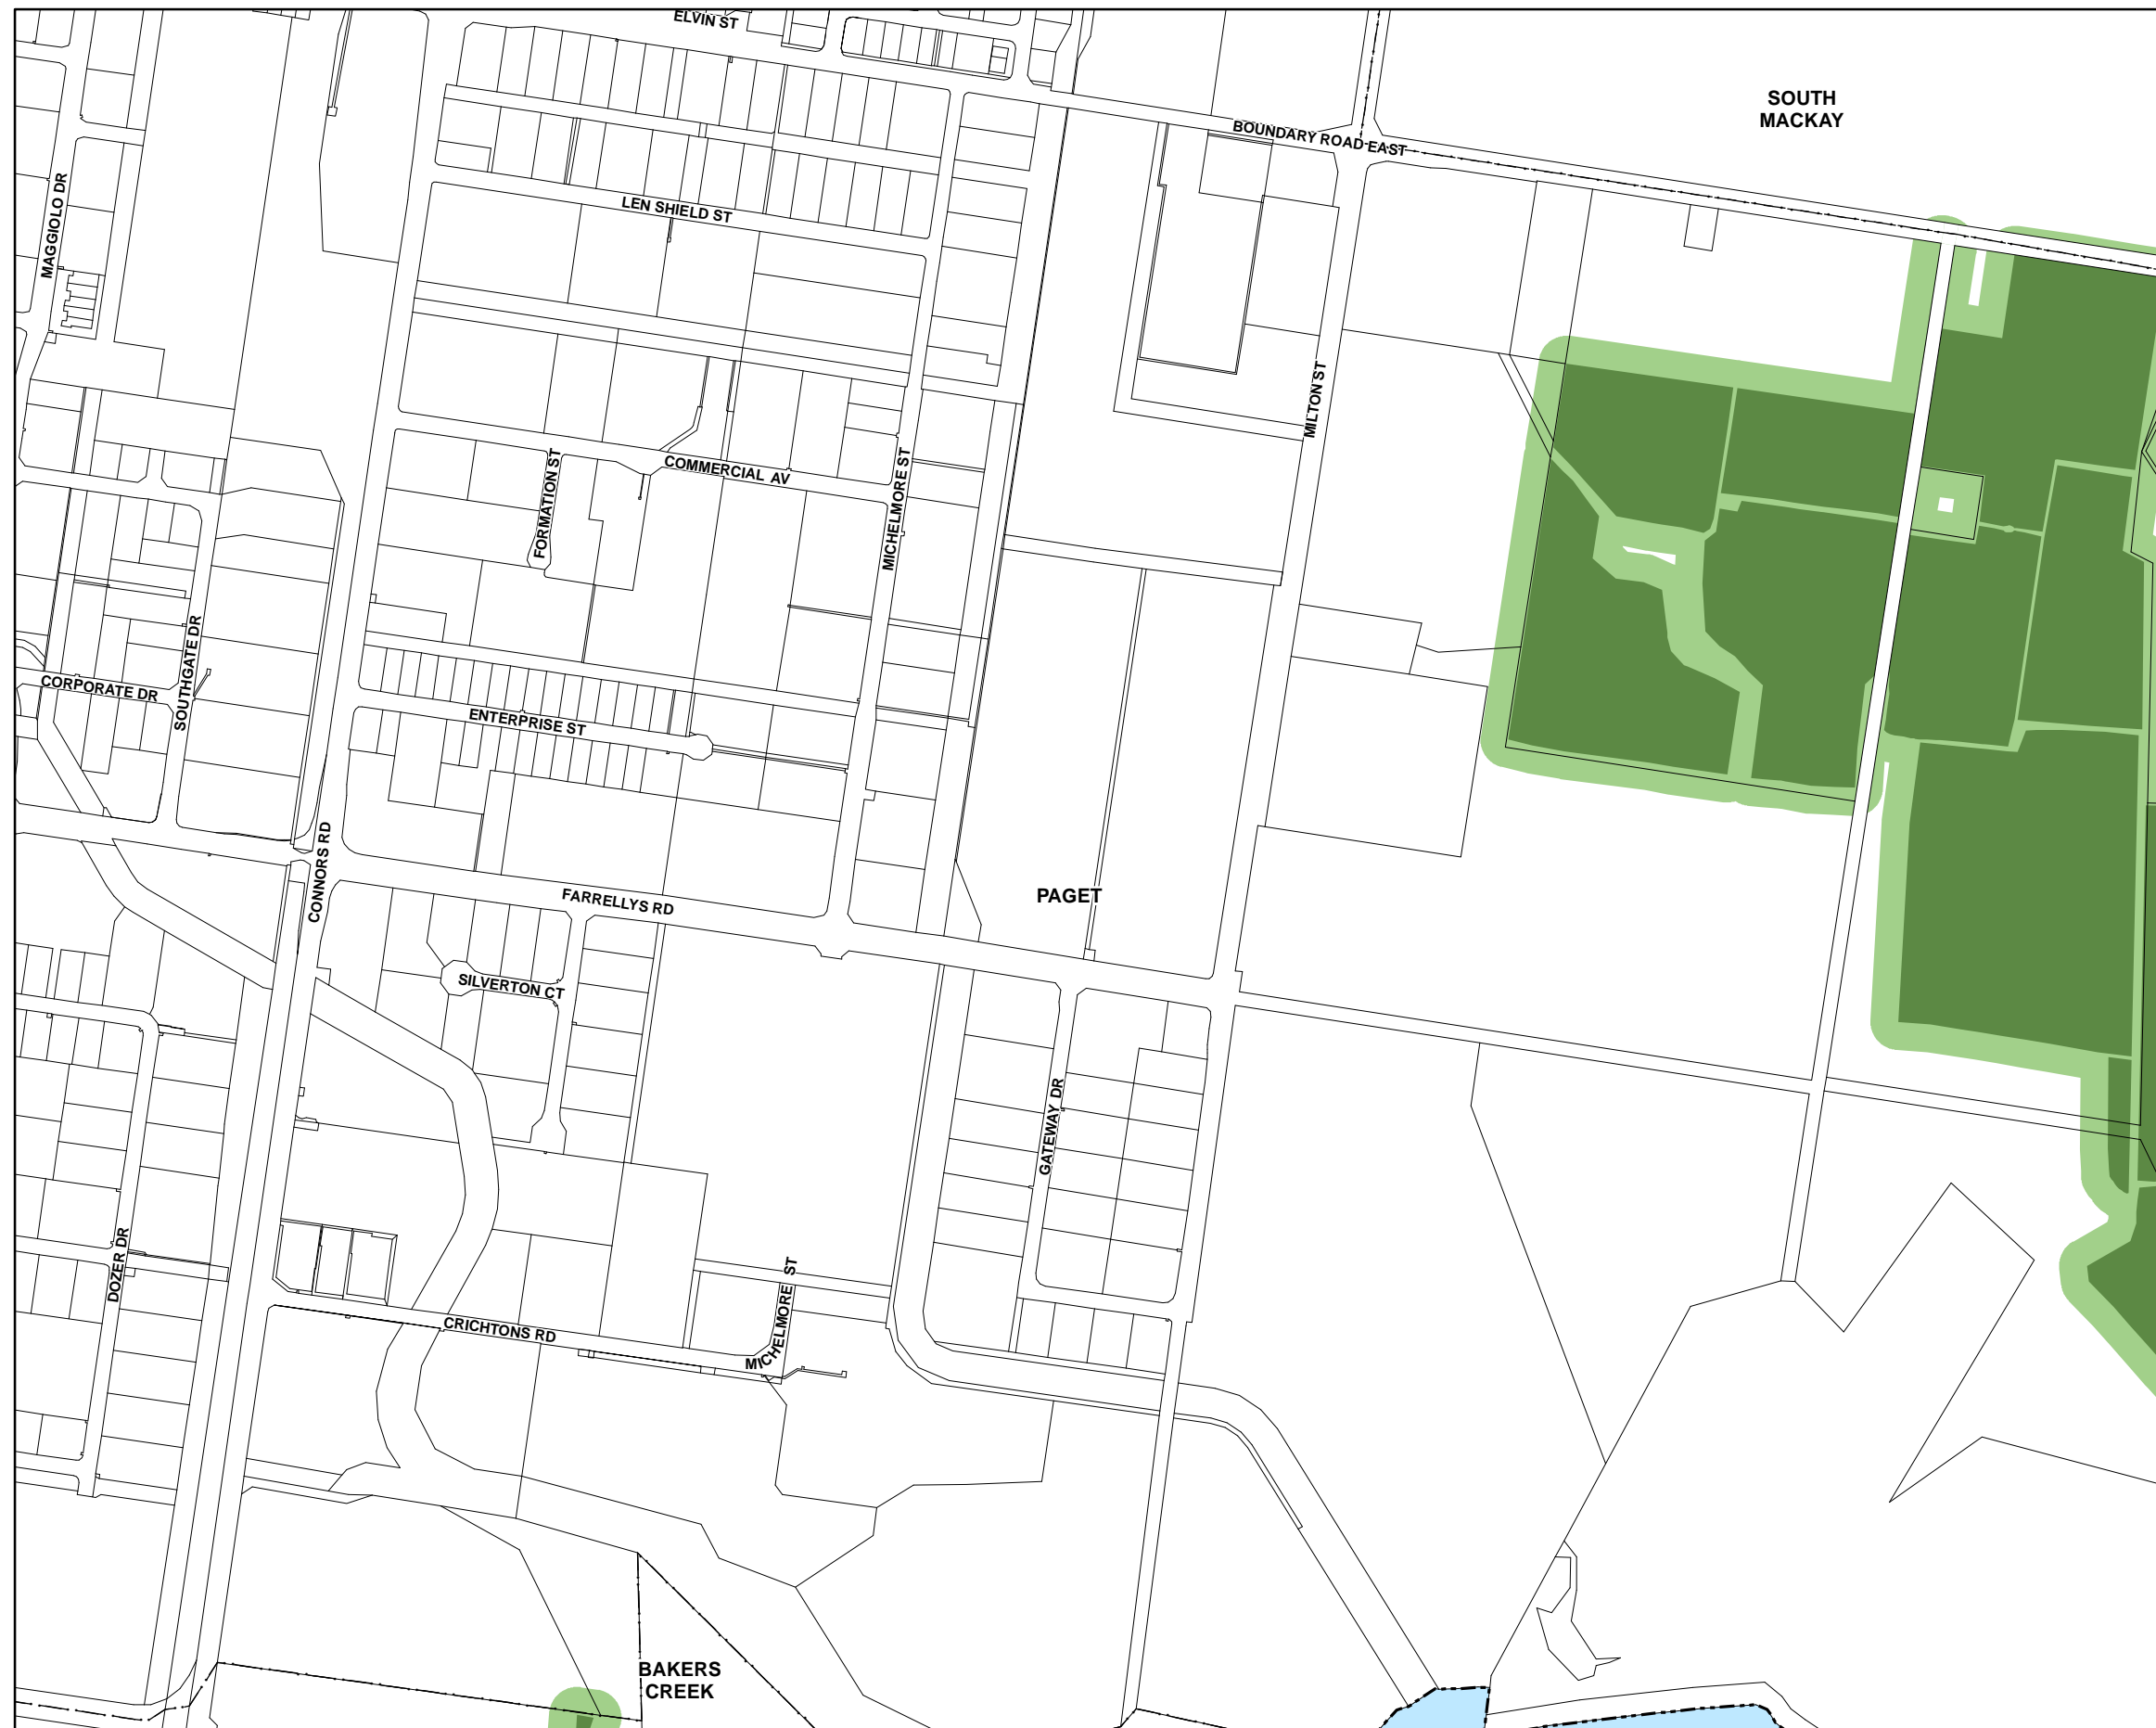 ELVIN ST
SOUTH
MACKAY
BOUNDARY ROAD EAST
MAGGIOLO DR
LEN SHIELD ST
MILTON ST
COMMERCIAL AV
FORMATION ST
MICHELMORE ST
SOUTHGATE DR
CORPORATE DR
ENTERPRISE ST
CONNORS RD
FARRELLYS RD
PAGET
SILVERTON CT
GATEWAY DR
DOZER DR
MICHELMORE ST
CRICHTONS RD
BAKERS
CREEK